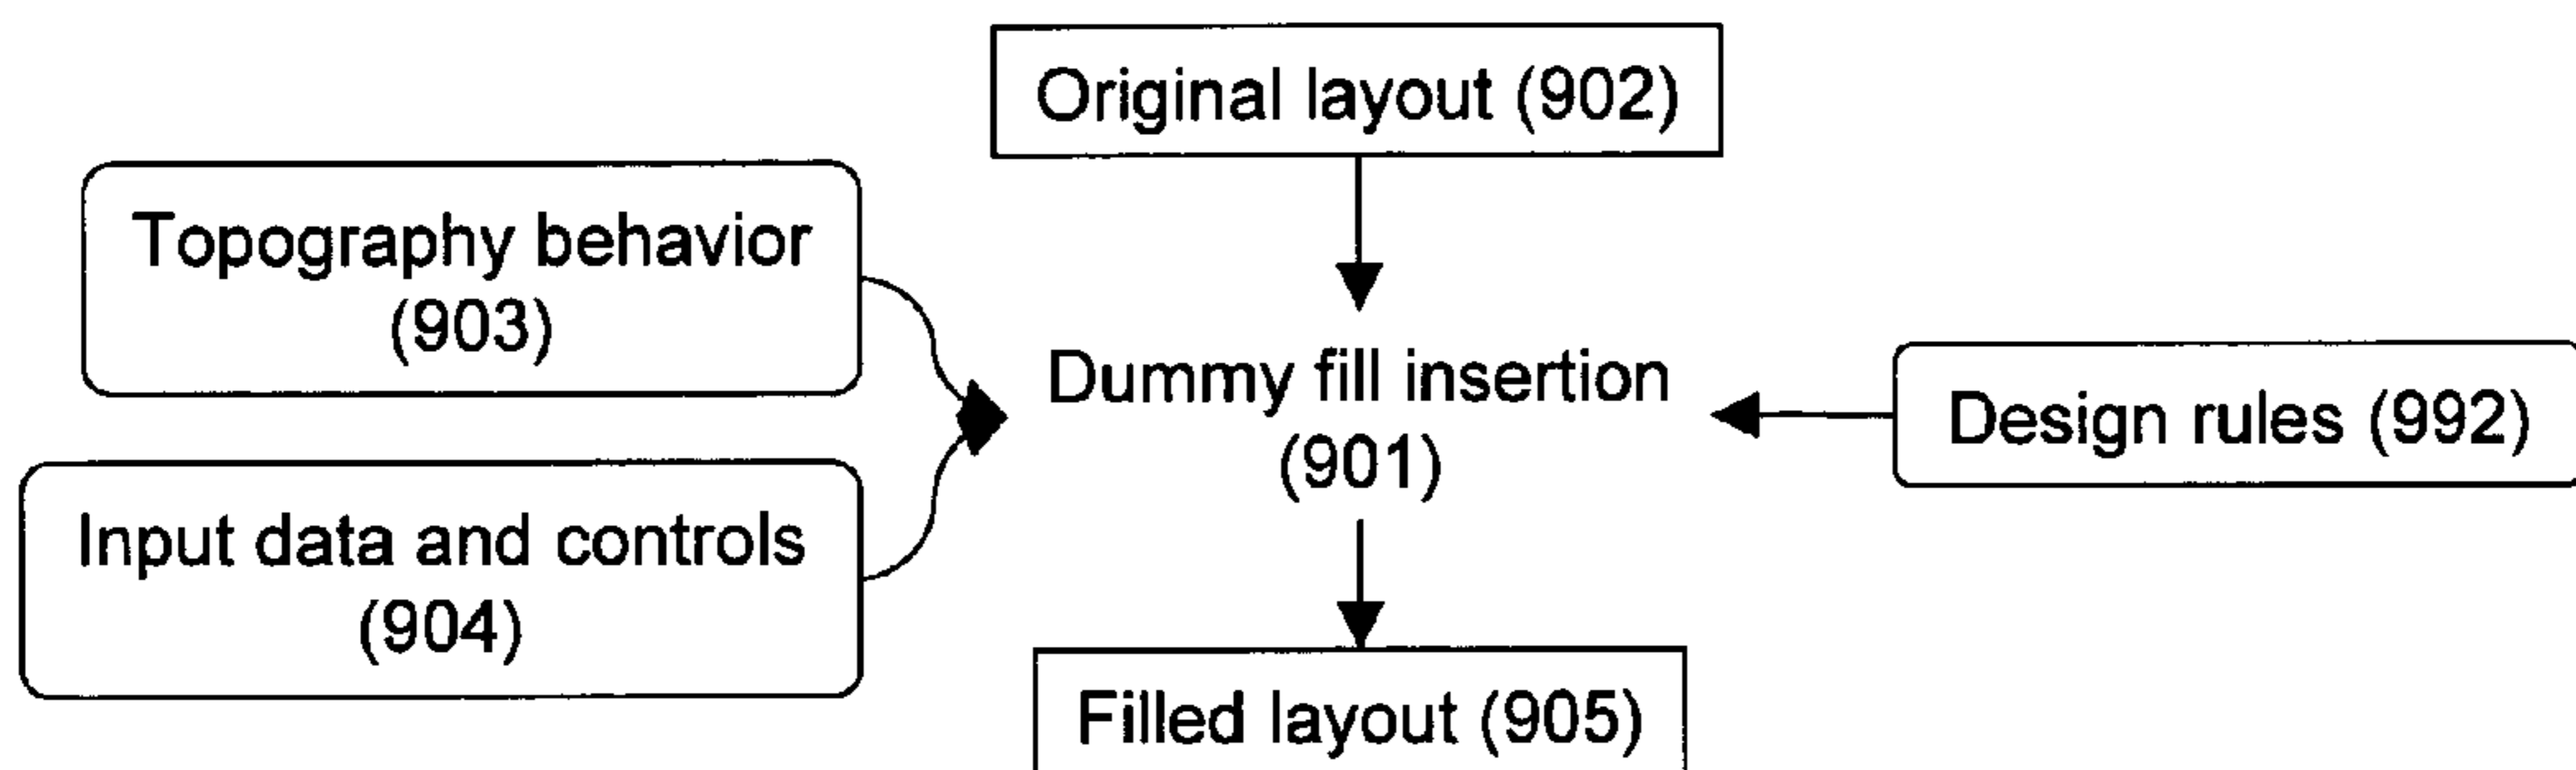 Original layout (902)
Topography behavior
(903)
Dummy fill insertion
(901)
Design rules (992)
Input data and controls
(904)
Filled layout (905)